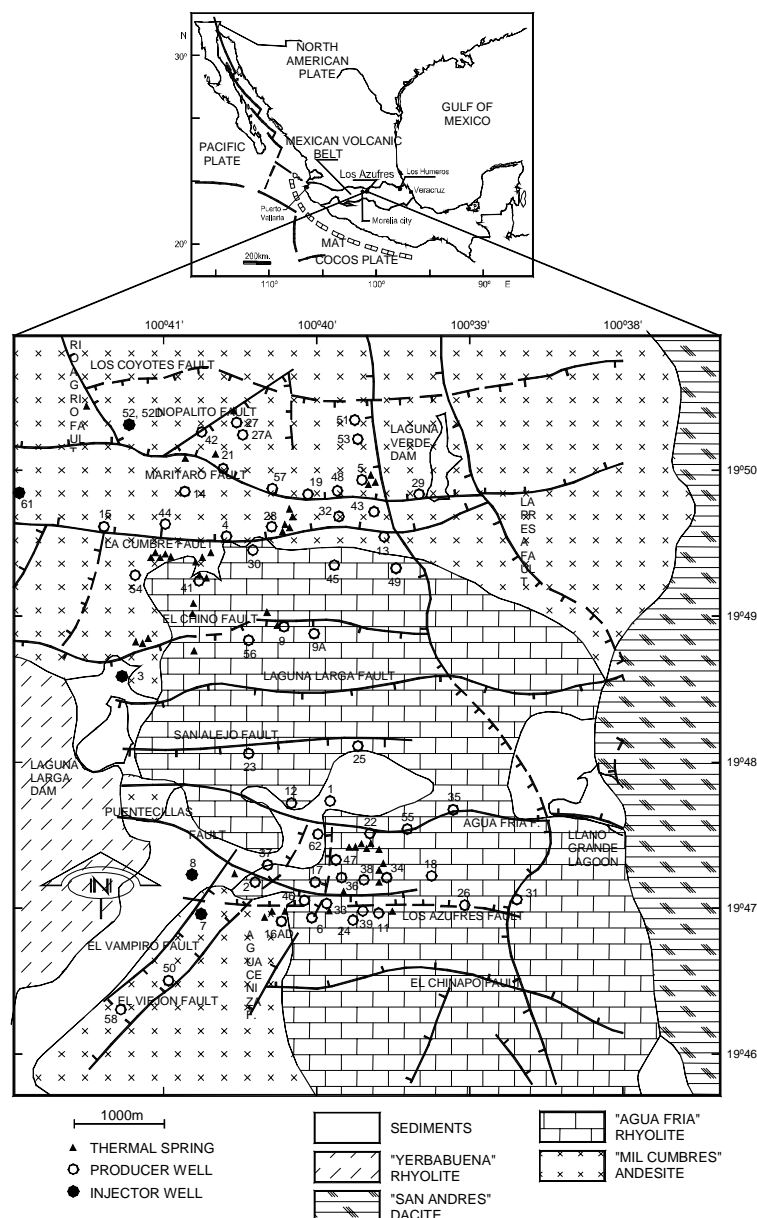 N
30°
NORTH
AMERICAN
PLATE
GULF OF
MEXICO
PACIFIC
PLATE
MEXICAN VOLCANIC
BELT
Los Azufres
Los Humeros
Veracruz
Puerto
Vallarta
Morelia city
20°
MAT
COCOS PLATE
200km.
110°
100°
90°
E
100°41'
100°40'
100°39'
100°38'
RIO AGRIO FAULT
LOS COYOTES FAULT
52, 52D
NOPALITO FAULT
27
27A
42
51
53
LAGUNA
VERDE
DAM
21
MARITARO FAULT
14
57
19
48
5
29
19°50
61
15
44
4
28
32
43
13
LARRESA FAULT
LA CUMBRE FAULT
30
54
41
45
49
EL CHINO FAULT
19°49
56
9
9A
3
LAGUNA LARGA FAULT
SAN ALEJO FAULT
23
25
19°48
LAGUNA
LARGA
DAM
PUENTECILLAS
FAULT
12
1
35
62
22
55
AGUA FRIA F.
LLANO
GRANDE
LAGOON
8
37
2
17
47
36
38
34
18
26
31
46
7
16AD
6
33
24
39
11
LOS AZUFRES FAULT
19°47
EL VAMPIRO FAULT
AGUA CENIZA F.
50
EL VIEJON FAULT
58
EL CHINAPO FAULT
19°46
1000m
THERMAL SPRING
PRODUCER WELL
INJECTOR WELL
SEDIMENTS
"YERBABUENA"
RHYOLITE
"SAN ANDRES"
DACITE
"AGUA FRIA"
RHYOLITE
"MIL CUMBRES"
ANDESITE